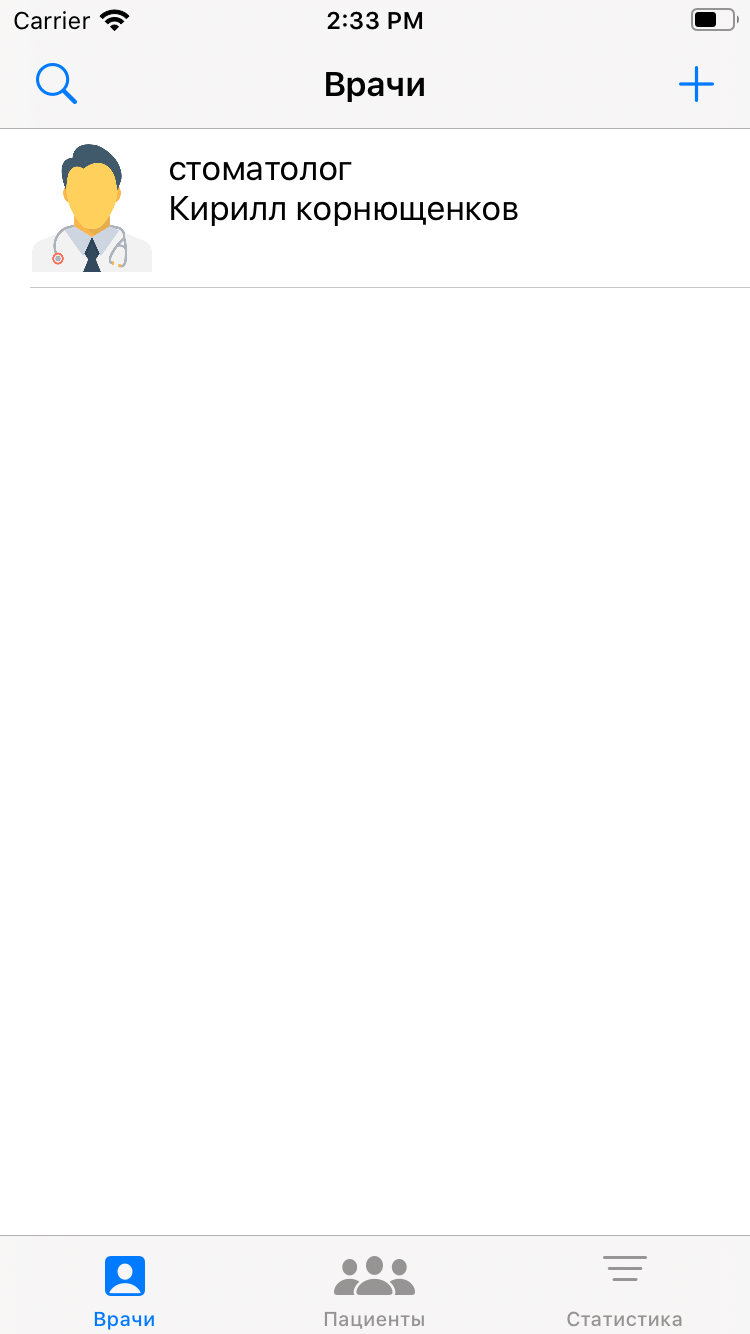 Carrier
2:33 PM
Врачи
стоматолог
Кирилл корнющенков
Врачи
Пациенты
Статистика